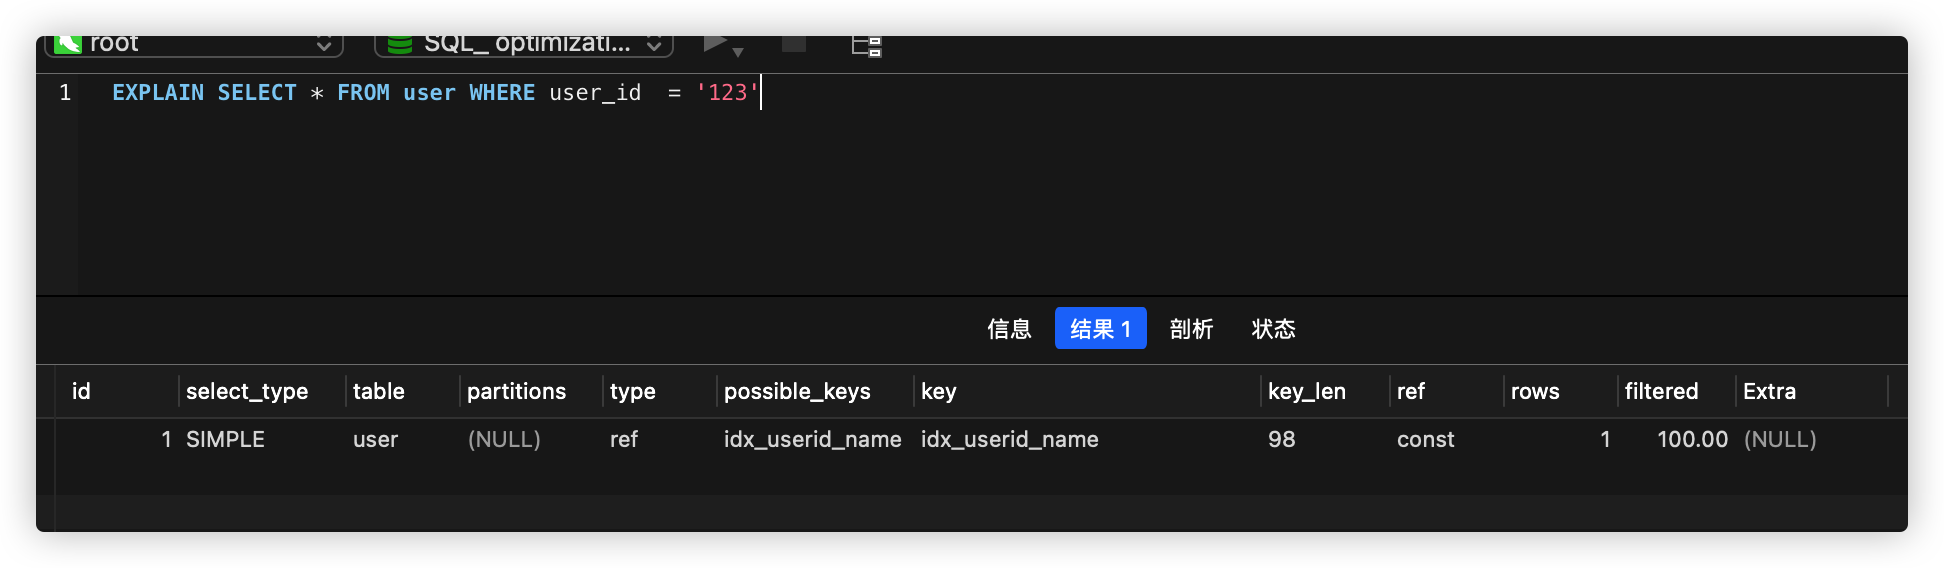 root SQL_ optimizati...
1 EXPLAIN SELECT * FROM user WHERE user_id  = '123'
信息 结果 1 剖析 状态
id select_type table partitions type possible_keys key key_len ref rows filtered Extra
1 SIMPLE user (NULL) ref idx_userid_name idx_userid_name 98 const 1 100.00 (NULL)